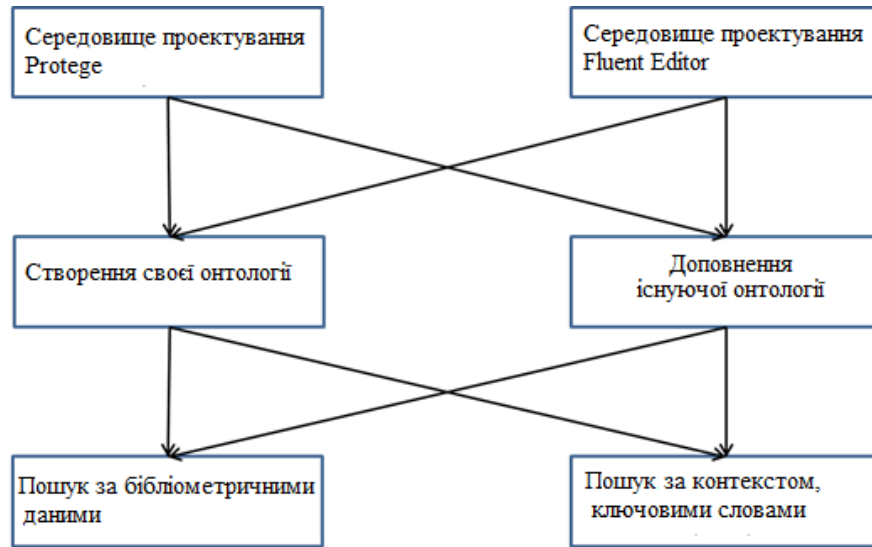 Середовище проектування
Protege
Середовище проектування
Fluent Editor
Створення своєї онтології
Доповнення
існуючої онтології
Пошук за бібліометричними
даними
Пошук за контекстом,
ключовими словами